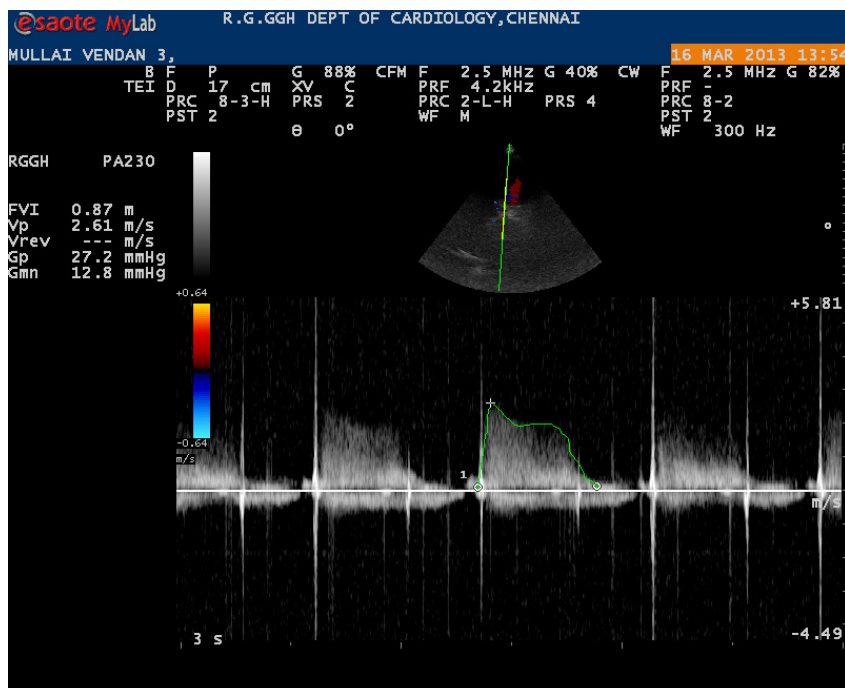 esaote MyLab
R.G.GGH DEPT OF CARDIOLOGY,CHENNAI
MULLAI VENDAN 3,
16 MAR 2013 13:54
B F P G 88% CFM F 2.5 MHz G 40% CW F 2.5 MHz G 82%
TEI D 17 cm XV C PRF 4.2kHz PRF -
PRC 8-3-H PRS 2 PRC 2-L-H PRS 4 PRC 8-2
PST 2 WF M PST 2
θ 0° WF 300 Hz
RGGH PA230
FVI 0.87 m
Vp 2.61 m/s
Vrev --- m/s
Gp 27.2 mmHg
Gmn 12.8 mmHg
+0.64
+5.81
-0.64
m/s
1
m/s
-4.49
3 s